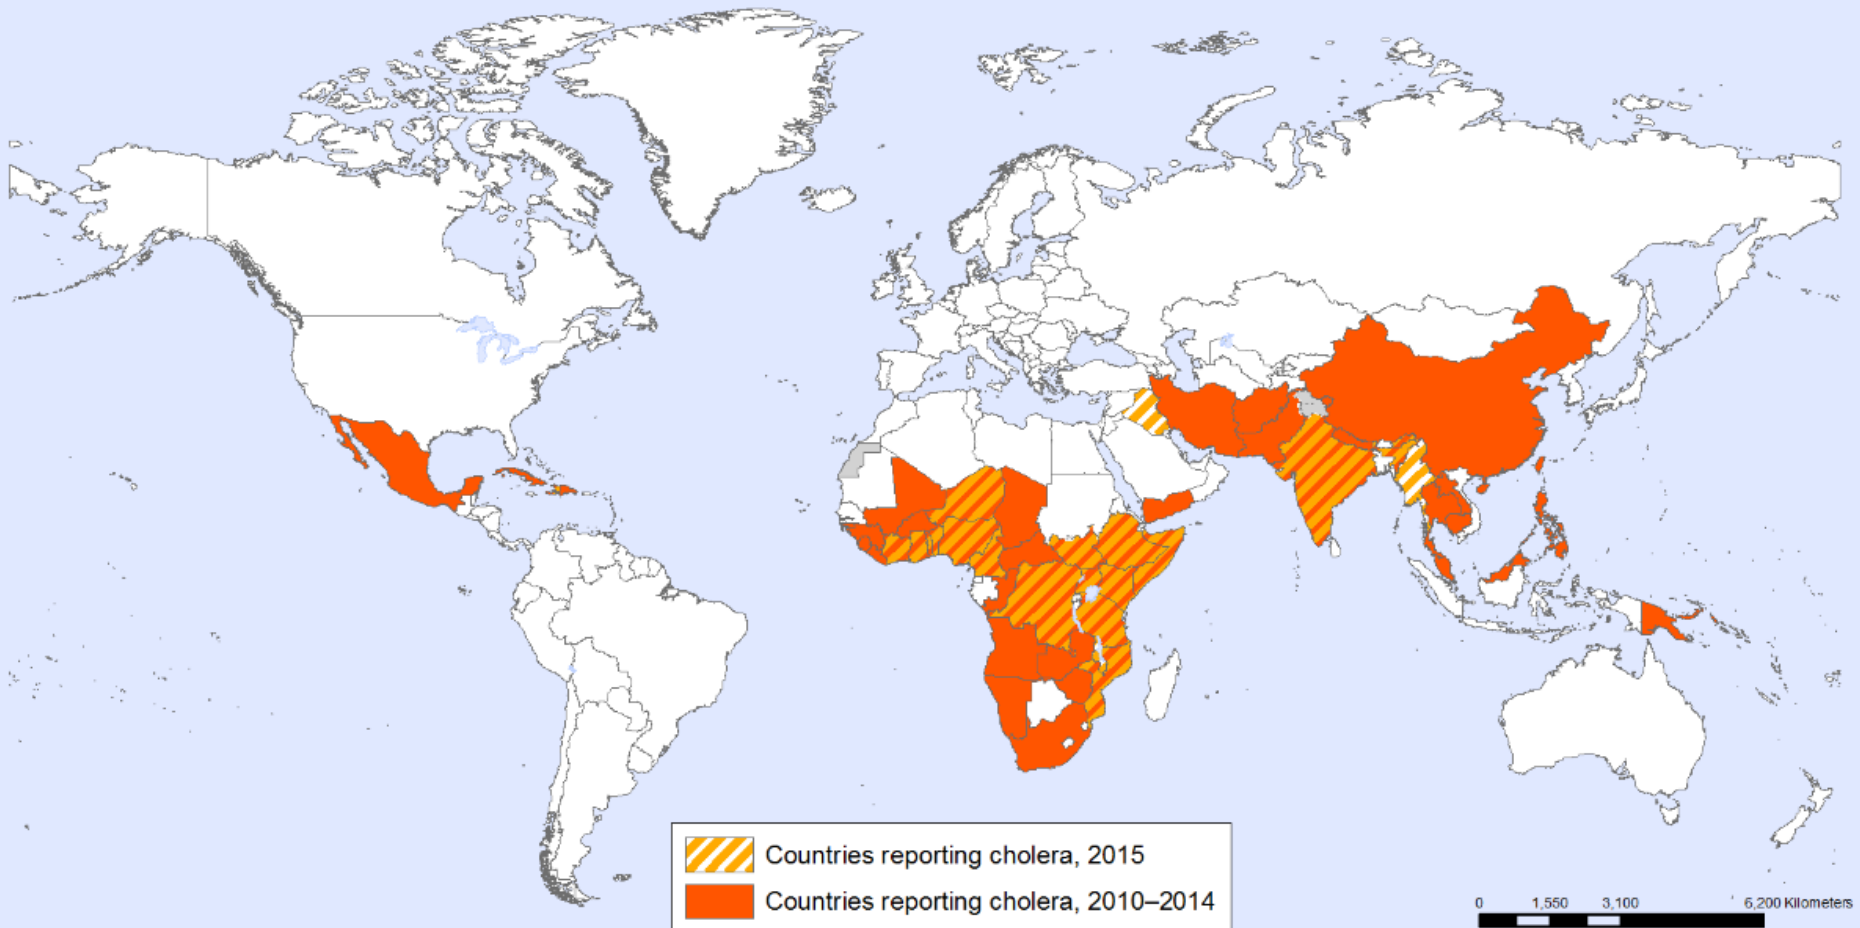 Countries reporting cholera, 2015
Countries reporting cholera, 2010–2014
0 1,550 3,100 6,200 Kilometers